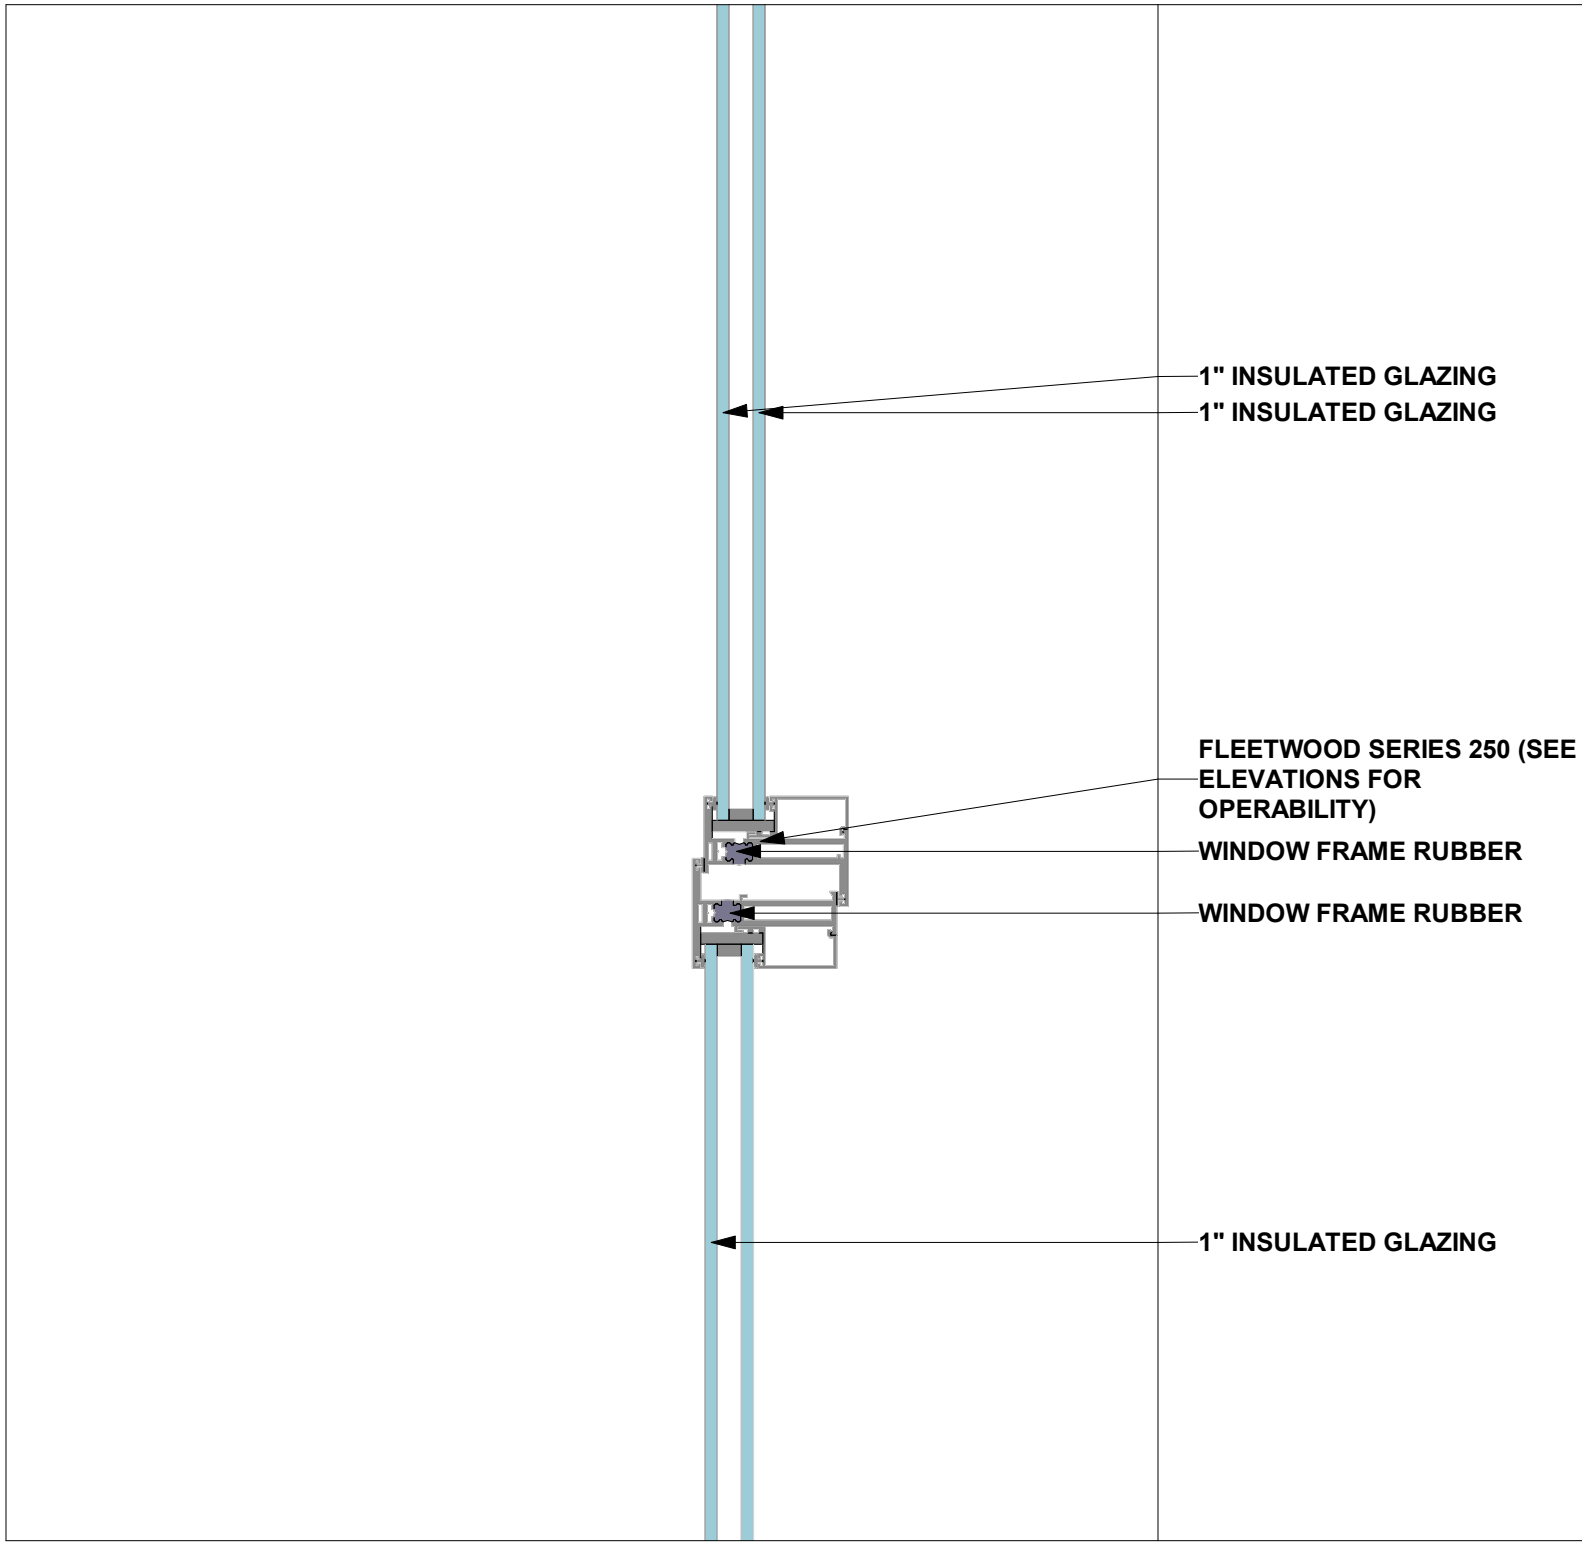 1" INSULATED GLAZING
1" INSULATED GLAZING
FLEETWOOD SERIES 250 (SEE
ELEVATIONS FOR
OPERABILITY)
WINDOW FRAME RUBBER
WINDOW FRAME RUBBER
1" INSULATED GLAZING